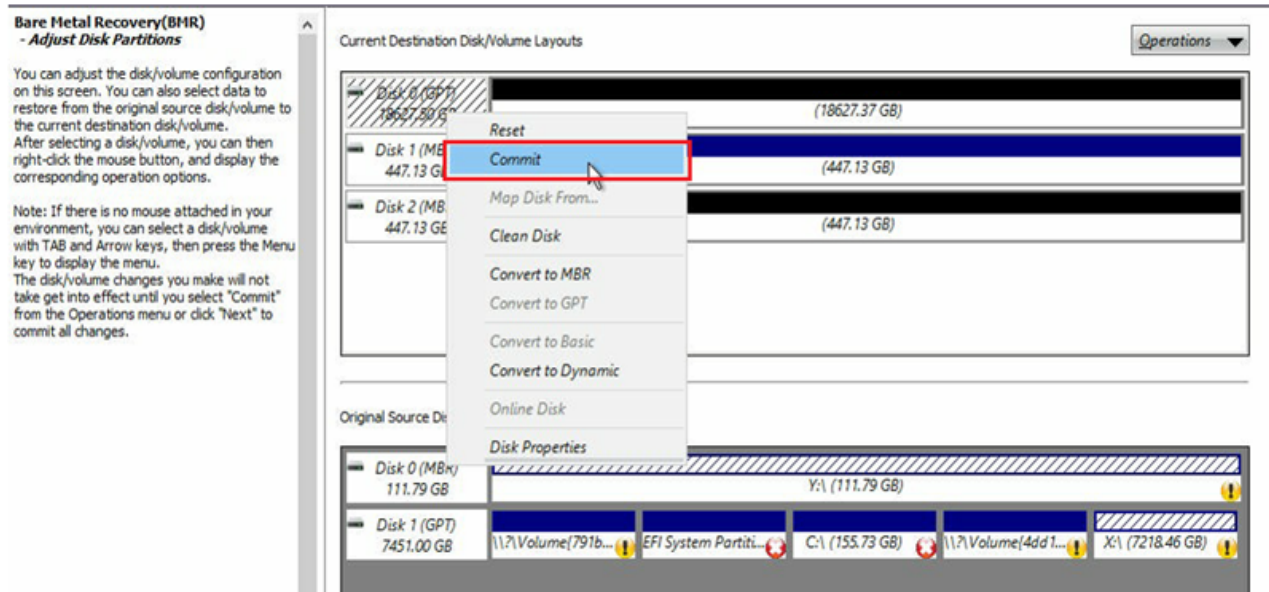 Bare Metal Recovery(BMR)
- Adjust Disk Partitions
You can adjust the disk/volume configuration
on this screen. You can also select data to
restore from the original source disk/volume to
the current destination disk/volume.
After selecting a disk/volume, you can then
right-click the mouse button, and display the
corresponding operation options.
Note: If there is no mouse attached in your
environment, you can select a disk/volume
with TAB and Arrow keys, then press the Menu
key to display the menu.
The disk/volume changes you make will not
take get into effect until you select "Commit"
from the Operations menu or click "Next" to
commit all changes.
Current Destination Disk/Volume Layouts
Operations
Disk 0 (GPT)
18627.50 G
(18627.37 GB)
Disk 1 (MB
447.13 G
(447.13 GB)
Disk 2 (MB
447.13 GB
(447.13 GB)
Reset
Commit
Map Disk From...
Clean Disk
Convert to MBR
Convert to GPT
Convert to Basic
Convert to Dynamic
Online Disk
Disk Properties
Original Source Di
Disk 0 (MBR)
111.79 GB
Y:\ (111.79 GB)
Disk 1 (GPT)
7451.00 GB
\\?\Volume{791b...
EFI System Partiti...
C:\ (155.73 GB)
\\?\Volume{4dd1...
X:\ (7218.46 GB)